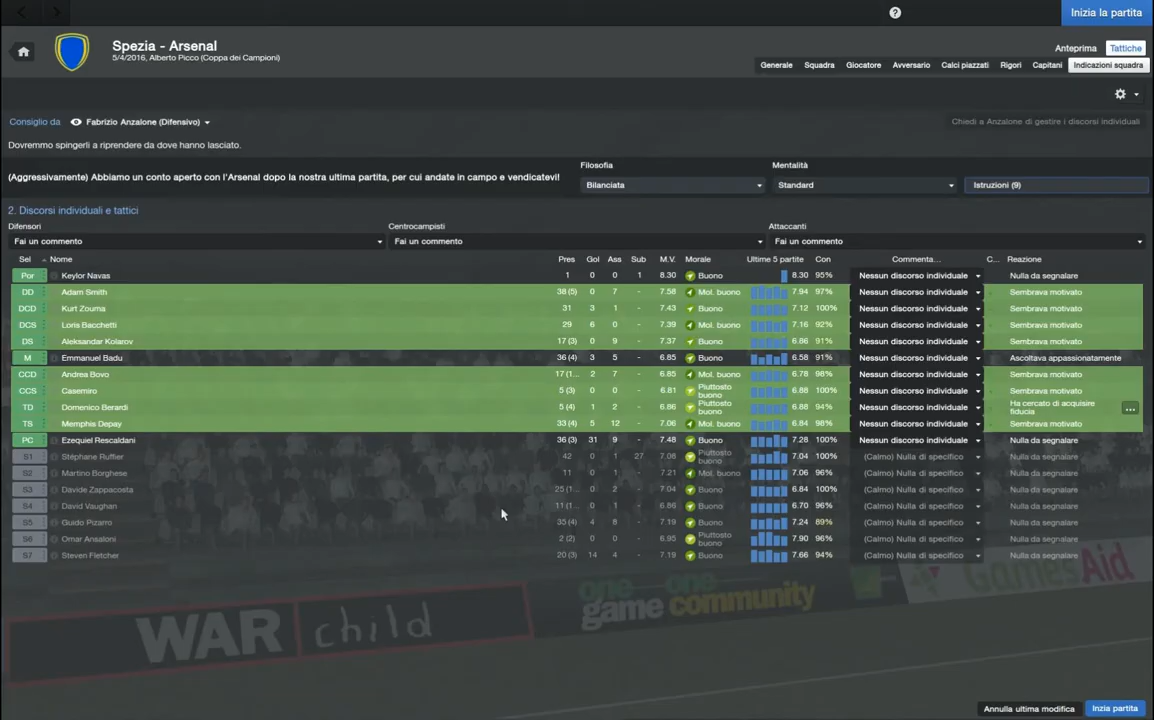 Inizia la partita
Spezia - Arsenal
5/4/2016, Alberto Picco (Coppa dei Campioni)
Anteprima Tattiche
Generale Squadra Giocatore Avversario Calci piazzati Rigori Capitani Indicazioni squadra
Consiglio da Fabrizio Anzalone (Difensivo)
Chiedi a Anzalone di gestire i discorsi individuali
Dovremmo spingerli a riprendere da dove hanno lasciato.
Filosofia Mentalità
(Aggressivamente) Abbiamo un conto aperto con l'Arsenal dopo la nostra ultima partita, per cui andate in campo e vendicatevi!
Bilanciata Standard Istruzioni (9)
2. Discorsi individuali e tattici
Difensori Centrocampisti Attaccanti
Fai un commento Fai un commento Fai un commento
Sel Nome Pres Gol Ass Sub M.V. Morale Ultime 5 partite Con Commenta... C... Reazione
Por Keylor Navas 1 0 0 1 8.30 Buono 8.30 95% Nessun discorso individuale Nulla da segnalare
DD Adam Smith 38 (5) 0 7 - 7.58 Mol. buono 7.94 97% Nessun discorso individuale Sembrava motivato
DCD Kurt Zouma 31 3 1 - 7.43 Buono 7.12 100% Nessun discorso individuale Sembrava motivato
DCS Loris Bacchetti 29 6 0 - 7.39 Mol. buono 7.16 92% Nessun discorso individuale Sembrava motivato
DS Aleksandar Kolarov 17 (3) 0 9 - 7.37 Buono 6.86 91% Nessun discorso individuale Sembrava motivato
M Emmanuel Badu 36 (4) 3 5 - 6.85 Buono 6.58 91% Nessun discorso individuale Ascoltava appassionatamente
CCD Andrea Bovo 17 (1... 2 7 - 6.85 Mol. buono 6.78 98% Nessun discorso individuale Sembrava motivato
CCS Casemiro 5 (3) 0 0 - 6.81 Piuttosto buono 6.88 100% Nessun discorso individuale Sembrava motivato
TD Domenico Berardi 5 (4) 1 2 - 6.86 Piuttosto buono 6.88 94% Nessun discorso individuale Ha cercato di acquisire fiducia
TS Memphis Depay 33 (4) 5 12 - 7.06 Mol. buono 6.84 98% Nessun discorso individuale Sembrava motivato
PC Ezequiel Rescaldani 36 (3) 31 9 - 7.48 Buono 7.28 100% Nessun discorso individuale Nulla da segnalare
S1 Stéphane Ruffier 42 0 1 27 7.08 Piuttosto buono 7.04 100% (Calmo) Nulla di specifico Nulla da segnalare
S2 Martino Borghese 11 0 1 - 7.21 Mol. buono 7.06 96% (Calmo) Nulla di specifico Nulla da segnalare
S3 Davide Zappacosta 25 (1... 0 2 - 7.04 Buono 6.84 100% (Calmo) Nulla di specifico Nulla da segnalare
S4 David Vaughan 11 (1... 0 1 - 6.86 Buono 6.70 96% (Calmo) Nulla di specifico Nulla da segnalare
S5 Guido Pizarro 35 (4) 4 8 - 7.19 Buono 7.24 89% (Calmo) Nulla di specifico Nulla da segnalare
S6 Omar Ansaloni 2 (2) 0 0 - 6.95 Piuttosto buono 7.90 96% (Calmo) Nulla di specifico Nulla da segnalare
S7 Steven Fletcher 20 (3) 14 4 - 7.19 Buono 7.66 94% (Calmo) Nulla di specifico Nulla da segnalare
GamesAid
one game one community
WAR child
Annulla ultima modifica Inzia partita